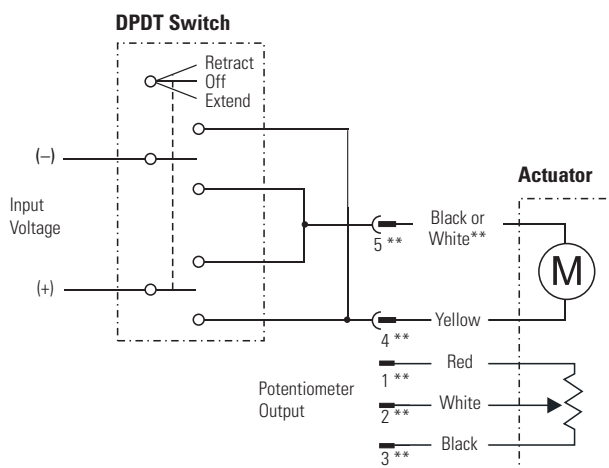 DPDT Switch
Retract
Off
Extend
(–)
Input
Voltage
(+)
Actuator
Black or
White**
5 **
M
Yellow
4 **
Red
1 **
Potentiometer
Output
White
2 **
Black
3 **